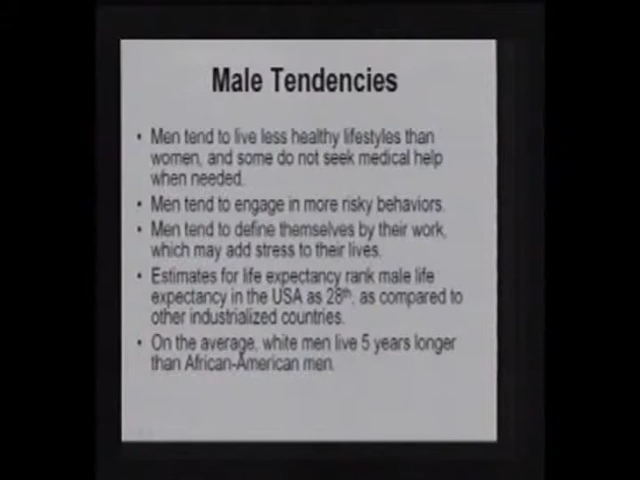 Male Tendencies
• Men tend to live less healthy lifestyles than
women, and some do not seek medical help
when needed.
• Men tend to engage in more risky behaviors.
• Men tend to define themselves by their work,
which may add stress to their lives.
• Estimates for life expectancy rank male life
expectancy in the USA as 28th, as compared to
other industrialized countries.
• On the average, white men live 5 years longer
than African-American men.